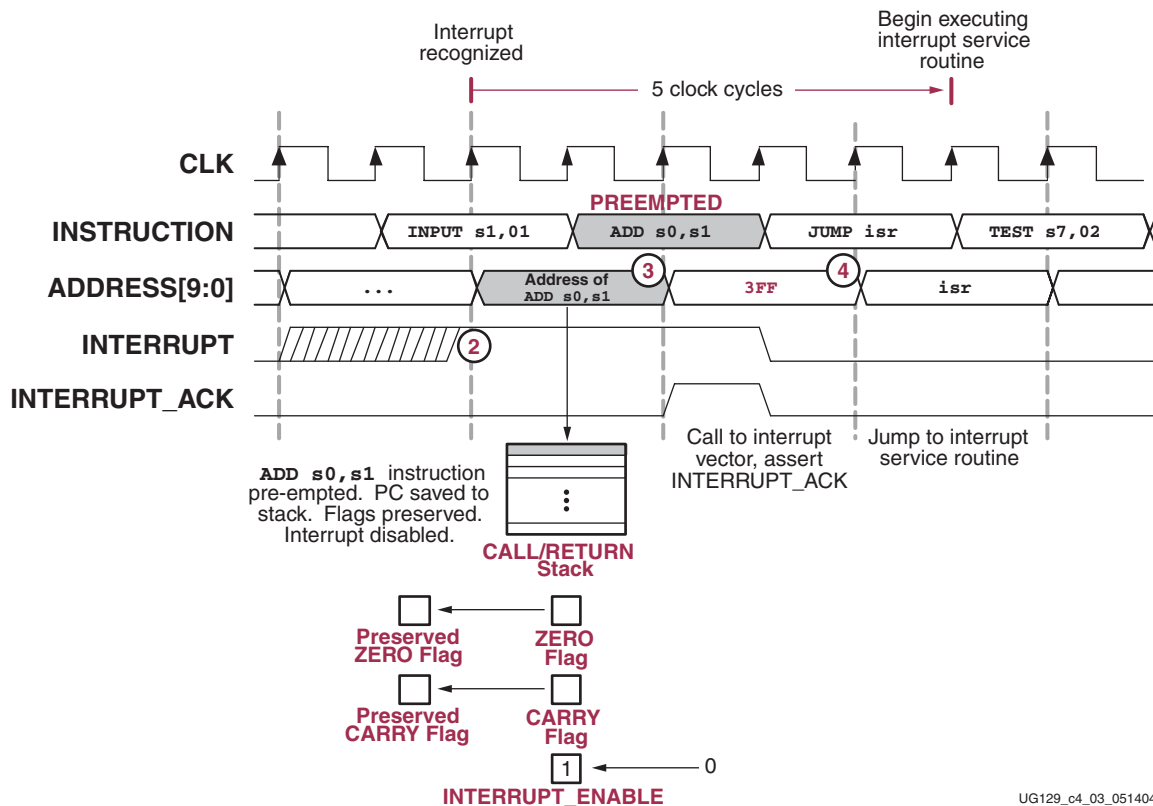 Interrupt
recognized
Begin executing
interrupt service
routine
5 clock cycles
CLK
PREEMPTED
INSTRUCTION
INPUT s1,01
ADD s0,s1
JUMP isr
TEST s7,02
ADDRESS[9:0]
...
Address of
ADD s0,s1
3
3FF
4
isr
INTERRUPT
2
INTERRUPT_ACK
ADD s0,s1 instruction
pre-empted. PC saved to
stack. Flags preserved.
Interrupt disabled.
Call to interrupt
vector, assert
INTERRUPT_ACK
Jump to interrupt
service routine
CALL/RETURN
Stack
Preserved
ZERO Flag
ZERO
Flag
Preserved
CARRY Flag
CARRY
Flag
1
0
INTERRUPT_ENABLE
UG129_c4_03_051404